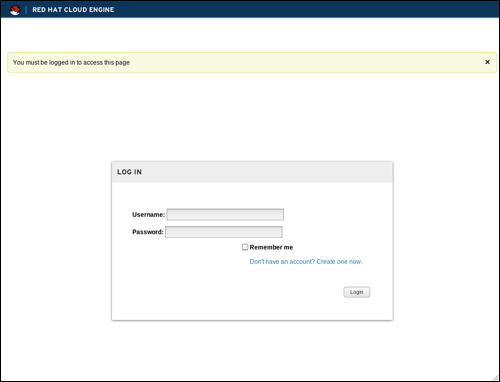 RED HAT CLOUD ENGINE
You must be logged in to access this page
LOG IN
Username:
Password:
Remember me
Don't have an account? Create one now.
Login